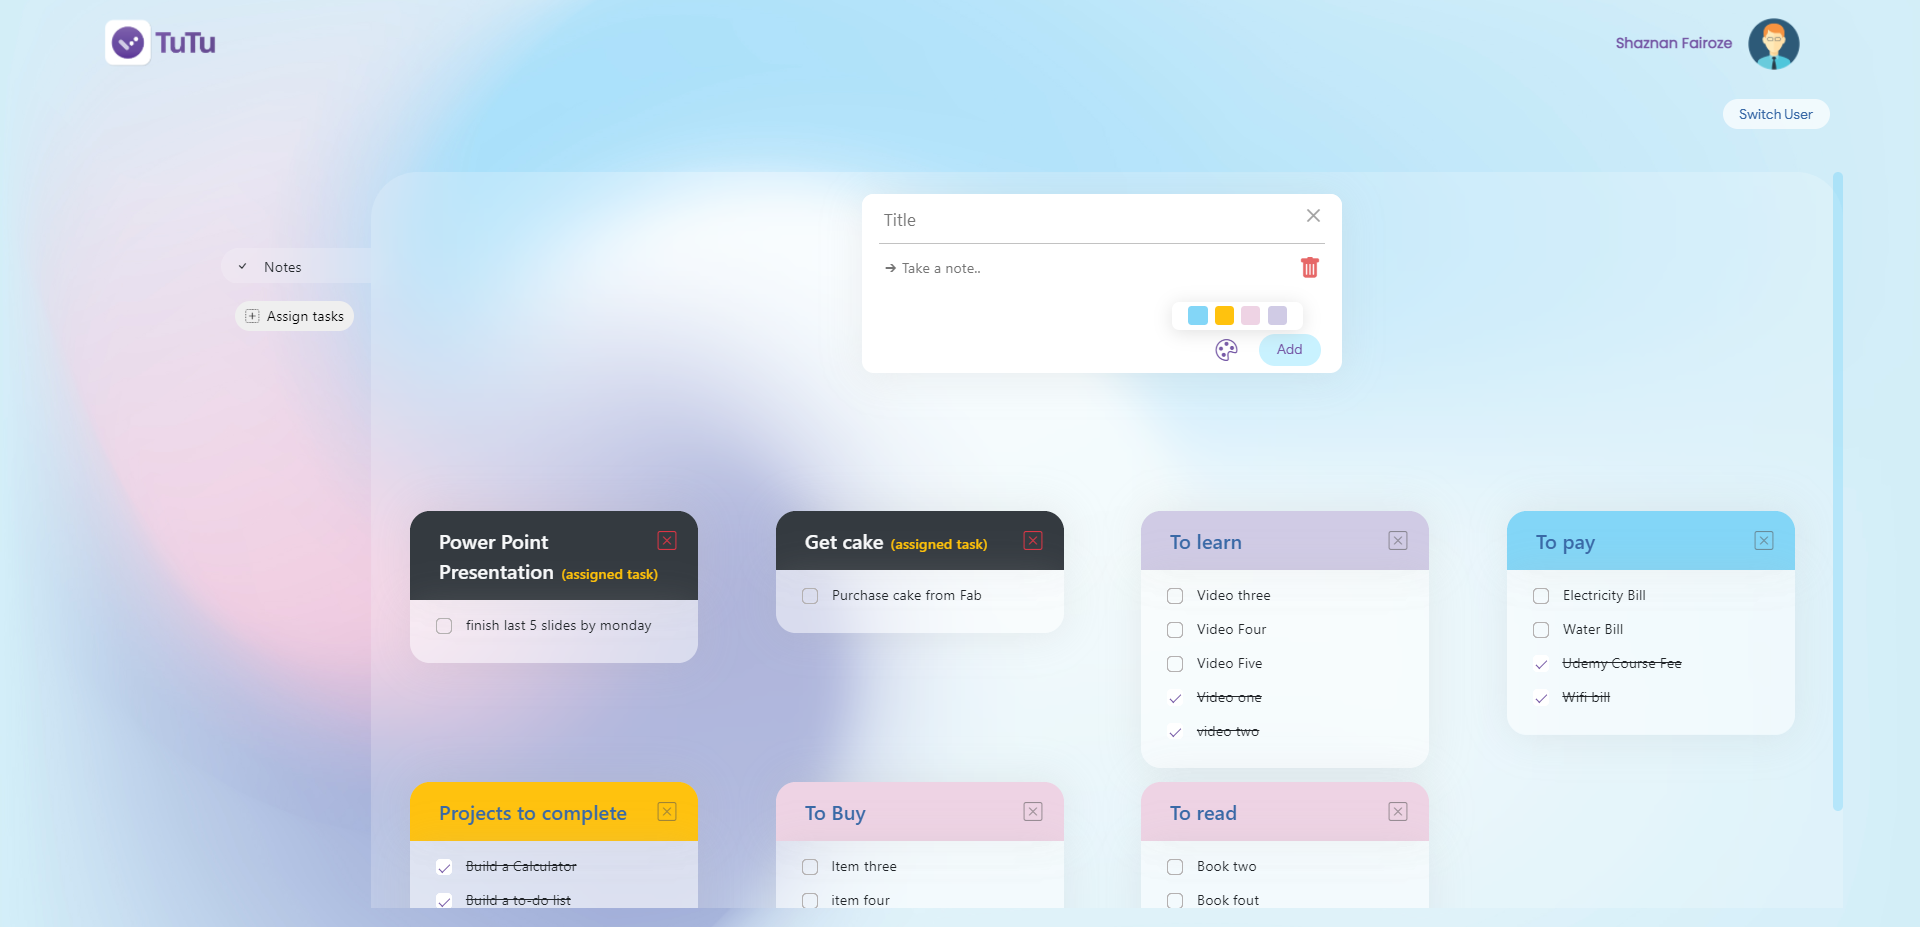 TuTu
Shaznan Fairoze
Switch User
Notes
Assign tasks
Title
Take a note..
Add
Power Point
Presentation (assigned task)
finish last 5 slides by monday
Get cake (assigned task)
Purchase cake from Fab
To learn
Video three
Video Four
Video Five
Video one
video two
To pay
Electricity Bill
Water Bill
Udemy Course Fee
Wifi bill
Projects to complete
Build a Calculator
Build a to-do list
To Buy
Item three
item four
To read
Book two
Book fout